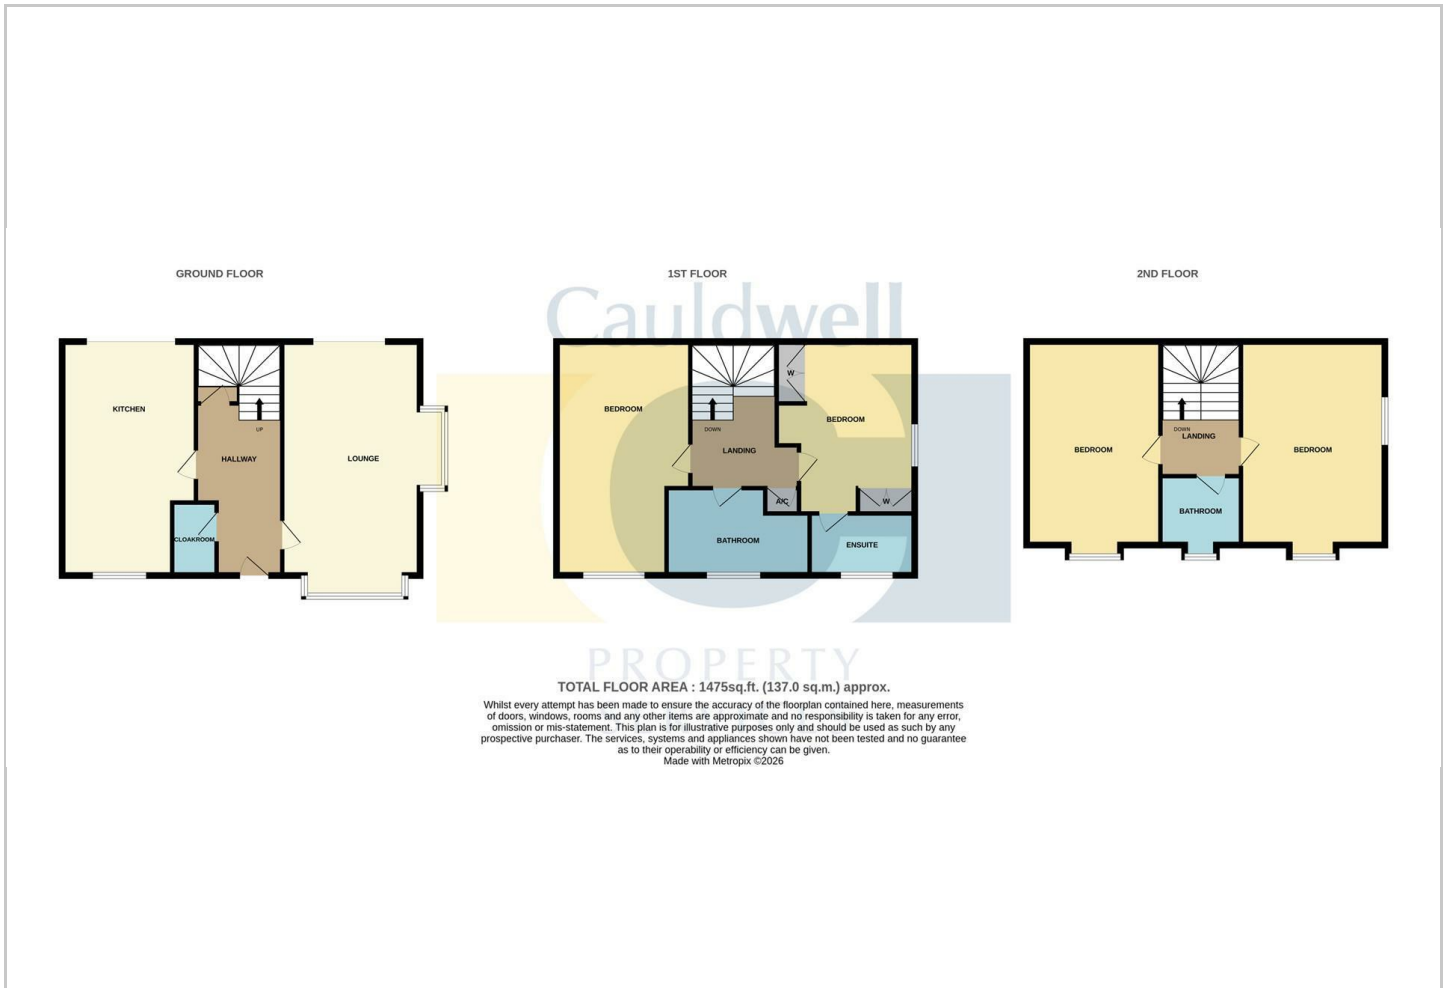 GROUND FLOOR
1ST FLOOR
2ND FLOOR
Cauldwell
KITCHEN
UP
HALLWAY
LOUNGE
CLOAKROOM
BEDROOM
W
BEDROOM
DOWN
LANDING
A/C
W
BATHROOM
ENSUITE
BEDROOM
DOWN
LANDING
BEDROOM
BATHROOM
PROPERTY
TOTAL FLOOR AREA : 1475sq.ft. (137.0 sq.m.) approx.
Whilst every attempt has been made to ensure the accuracy of the floorplan contained here, measurements
of doors, windows, rooms and any other items are approximate and no responsibility is taken for any error,
omission or mis-statement. This plan is for illustrative purposes only and should be used as such by any
prospective purchaser. The services, systems and appliances shown have not been tested and no guarantee
as to their operability or efficiency can be given.
Made with Metropix ©2026